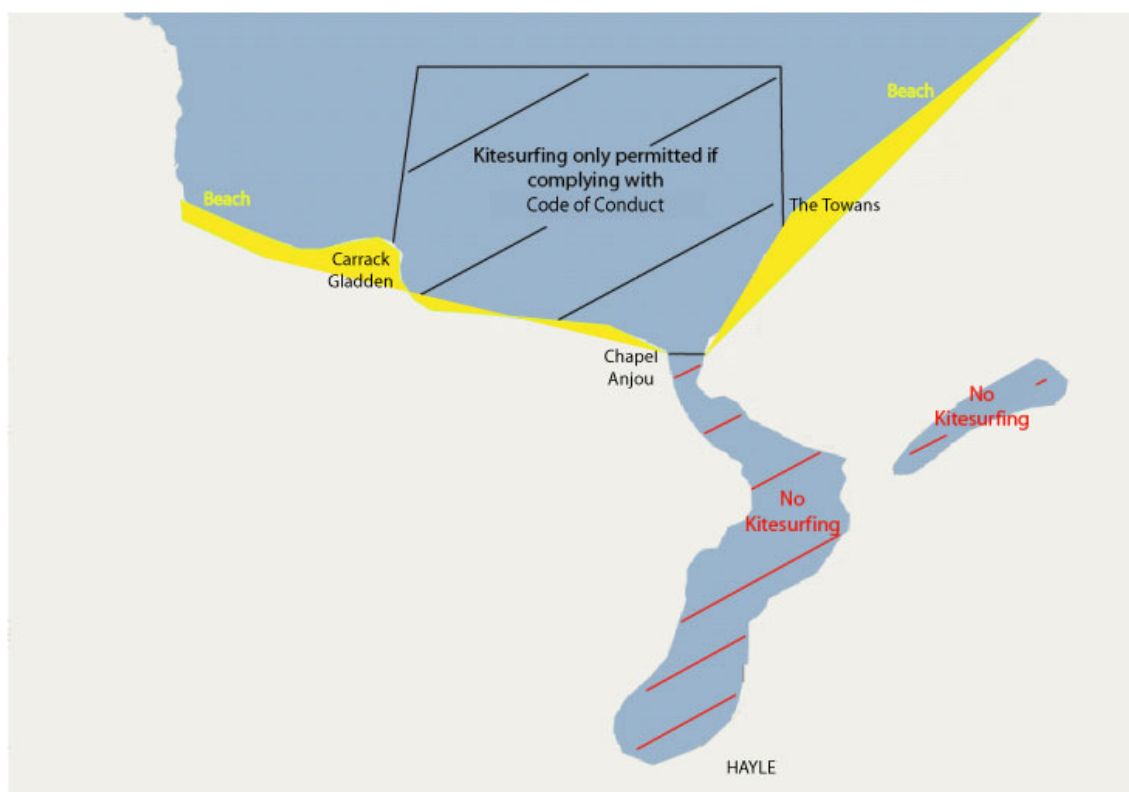 Beach
Kitesurfing only permitted if
complying with
Code of Conduct
Beach
The Towans
Carrack
Gladden
Chapel
Anjou
No
Kitesurfing
No
Kitesurfing
HAYLE